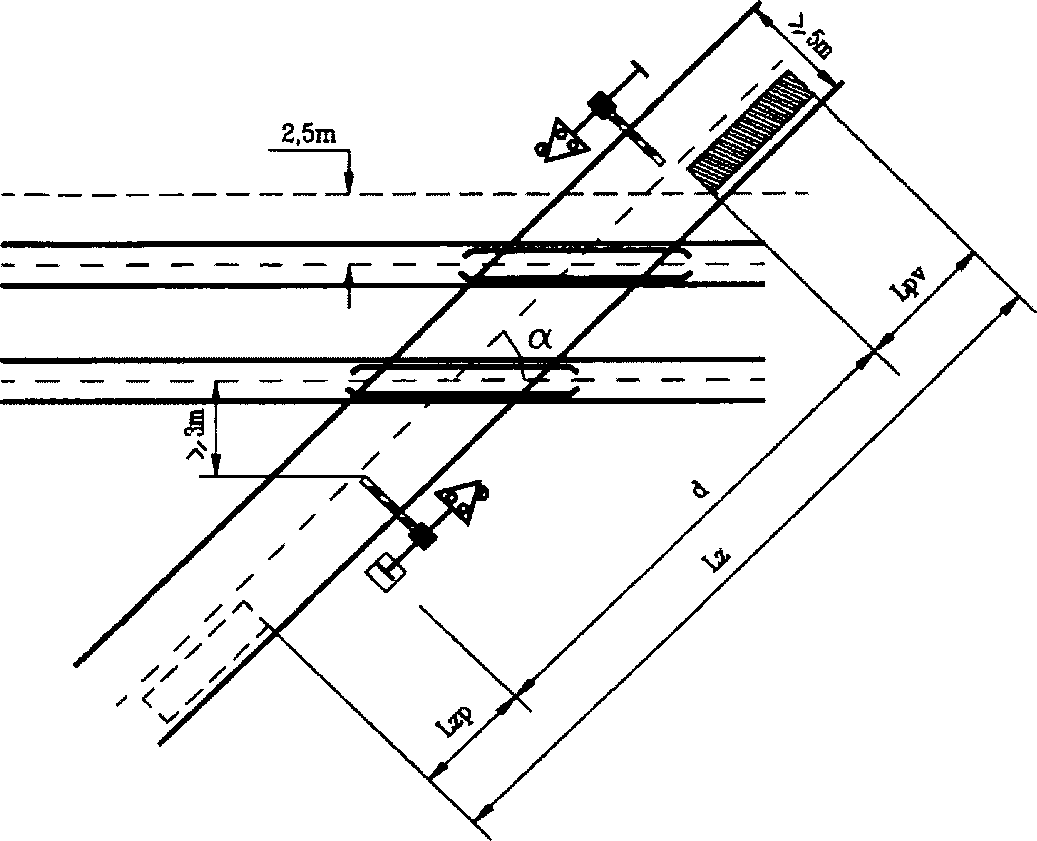 ≥ 5m
2,5m
Lpv
α
≥ 3m
d
Lz
Lzp